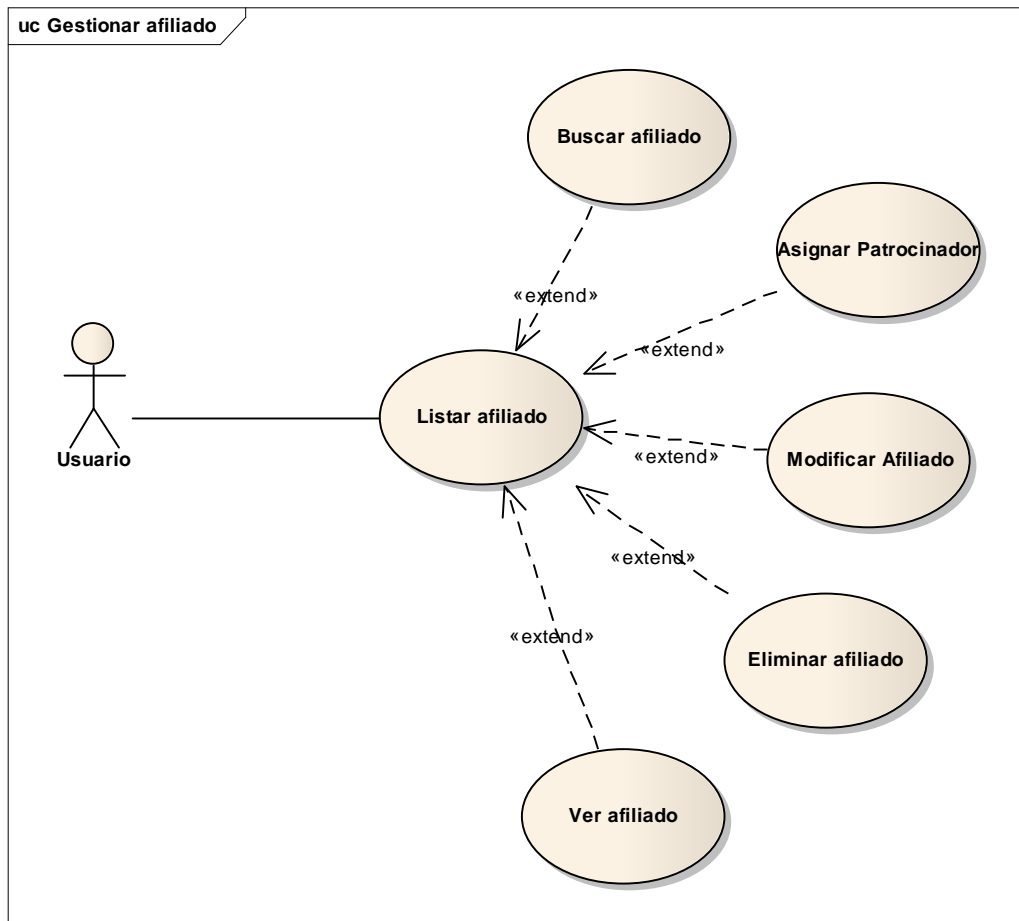 uc Gestionar afiliado
Buscar afiliado
Asignar Patrocinador
«extend»
«extend»
Listar afiliado
Usuario
«extend»
Modificar Afiliado
«extend»
«extend»
Eliminar afiliado
Ver afiliado